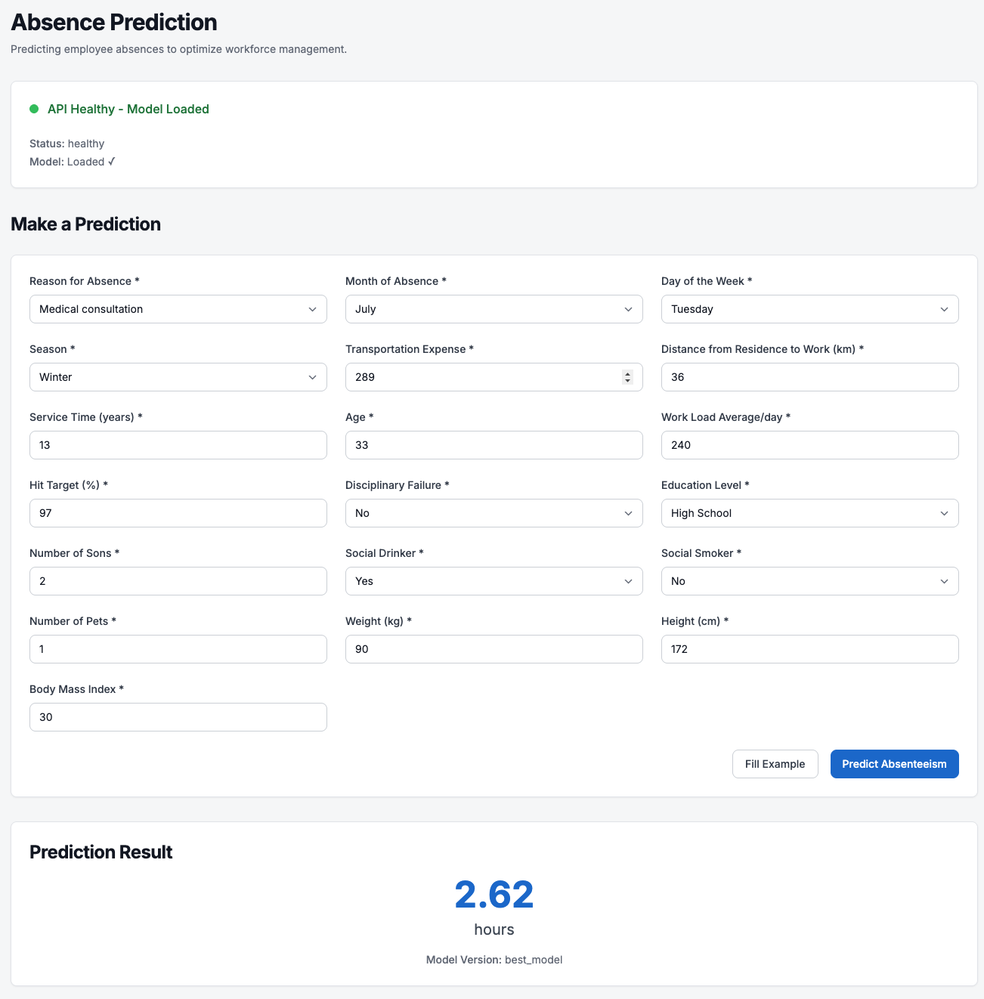 Absence Prediction
Predicting employee absences to optimize workforce management.
API Healthy - Model Loaded
Status: healthy
Model: Loaded ✓
Make a Prediction
Reason for Absence * Month of Absence * Day of the Week *
Medical consultation July Tuesday
Season * Transportation Expense * Distance from Residence to Work (km) *
Winter 289 36
Service Time (years) * Age * Work Load Average/day *
13 33 240
Hit Target (%) * Disciplinary Failure * Education Level *
97 No High School
Number of Sons * Social Drinker * Social Smoker *
2 Yes No
Number of Pets * Weight (kg) * Height (cm) *
1 90 172
Body Mass Index *
30
Fill Example Predict Absenteeism
Prediction Result
2.62
hours
Model Version: best_model